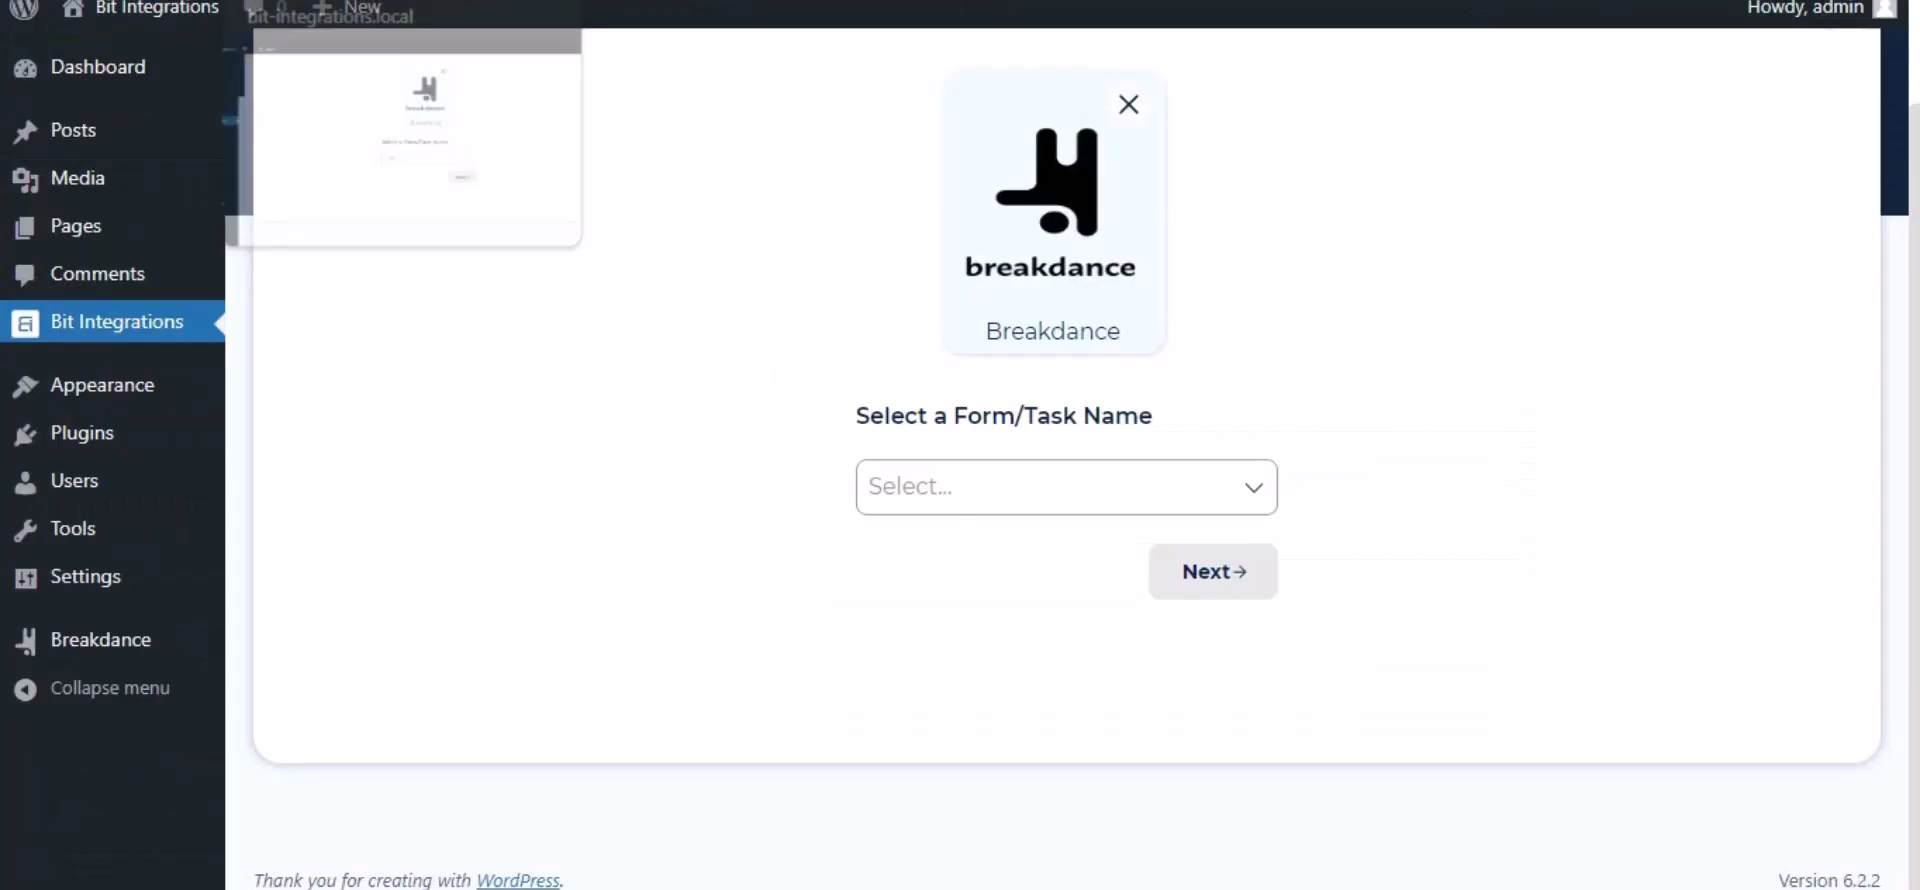 Bit Integrations
0
New
Howdy, admin
bit-integrations.local
Dashboard
Posts
Media
Pages
Comments
Bit Integrations
Appearance
Plugins
Users
Tools
Settings
Breakdance
Collapse menu
breakdance
Breakdance
Select a Form/Task Name
Select...
Next→
Thank you for creating with WordPress.
Version 6.2.2